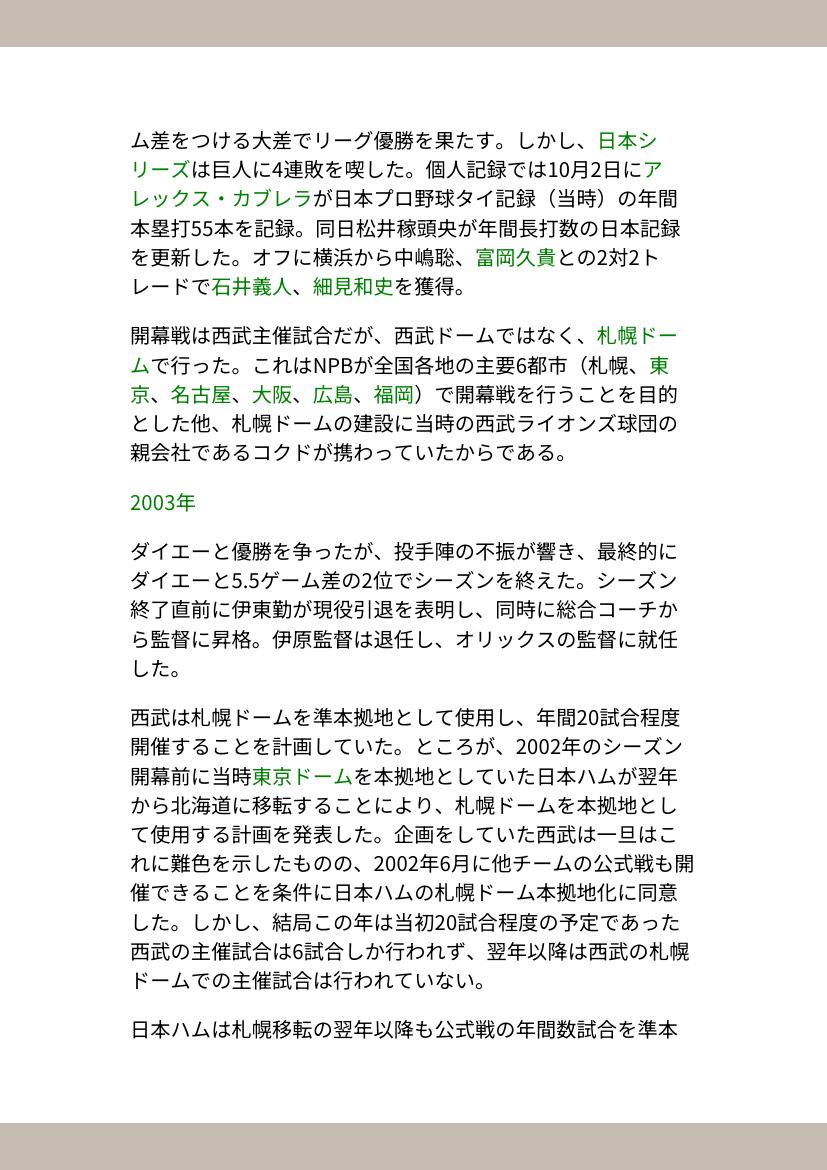 ム差をつける大差でリーグ優勝を果たす。しかし、日本シ
リーズは巨人に4連敗を喫した。個人記録では10月2日にア
レックス・カブレラが日本プロ野球タイ記録（当時）の年間
本塁打55本を記録。同日松井稼頭央が年間長打数の日本記録
を更新した。オフに横浜から中嶋聡、富岡久貴との2対2ト
レードで石井義人、細見和史を獲得。
開幕戦は西武主催試合だが、西武ドームではなく、札幌ドー
ムで行った。これはNPBが全国各地の主要6都市（札幌、東
京、名古屋、大阪、広島、福岡）で開幕戦を行うことを目的
とした他、札幌ドームの建設に当時の西武ライオンズ球団の
親会社であるコクドが携わっていたからである。
2003年
ダイエーと優勝を争ったが、投手陣の不振が響き、最終的に
ダイエーと5.5ゲーム差の2位でシーズンを終えた。シーズン
終了直前に伊東勤が現役引退を表明し、同時に総合コーチか
ら監督に昇格。伊原監督は退任し、オリックスの監督に就任
した。
西武は札幌ドームを準本拠地として使用し、年間20試合程度
開催することを計画していた。ところが、2002年のシーズン
開幕前に当時東京ドームを本拠地としていた日本ハムが翌年
から北海道に移転することにより、札幌ドームを本拠地とし
て使用する計画を発表した。企画をしていた西武は一旦はこ
れに難色を示したものの、2002年6月に他チームの公式戦も開
催できることを条件に日本ハムの札幌ドーム本拠地化に同意
した。しかし、結局この年は当初20試合程度の予定であった
西武の主催試合は6試合しか行われず、翌年以降は西武の札幌
ドームでの主催試合は行われていない。
日本ハムは札幌移転の翌年以降も公式戦の年間数試合を準本